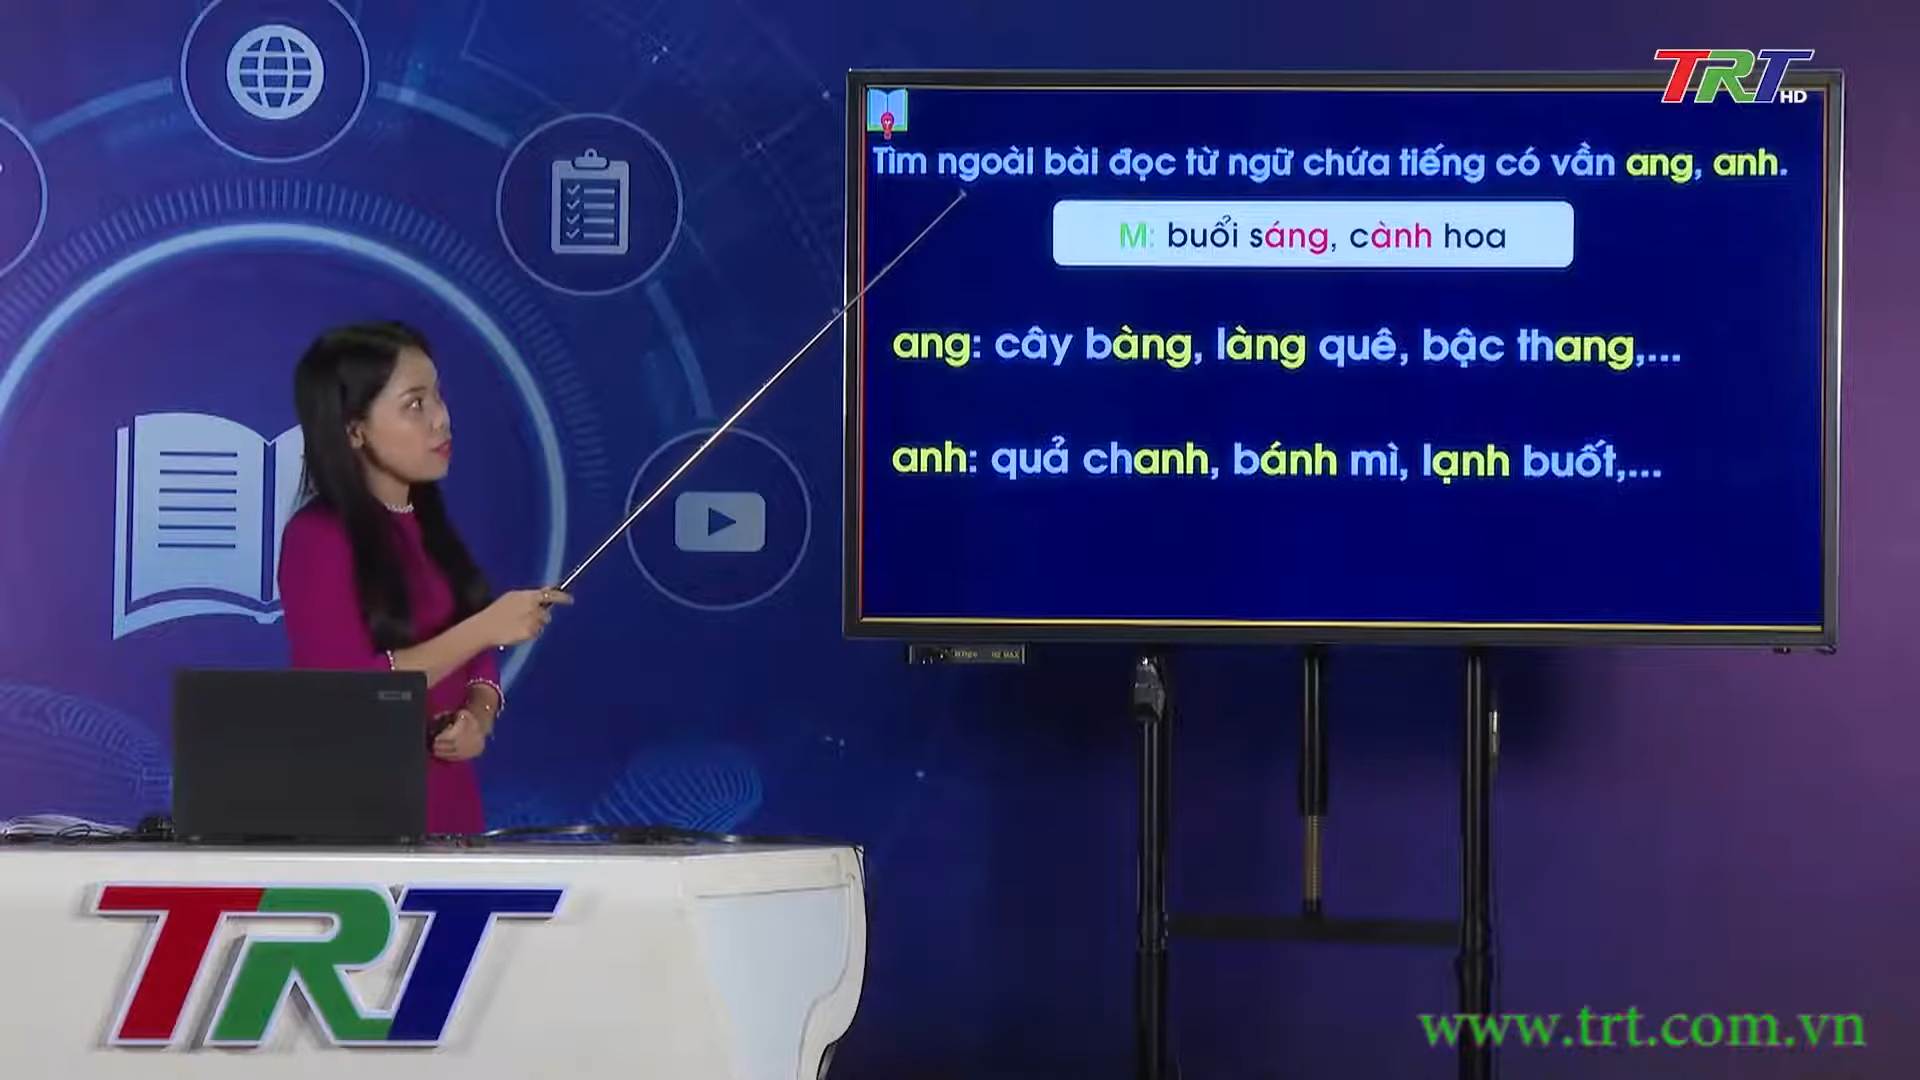 TRT HD
Tìm ngoài bài đọc từ ngữ chứa tiếng có vần ang, anh.
M: buổi sáng, cành hoa
ang: cây bàng, làng quê, bậc thang,...
anh: quả chanh, bánh mì, lạnh buốt,...
TRT
www.trt.com.vn